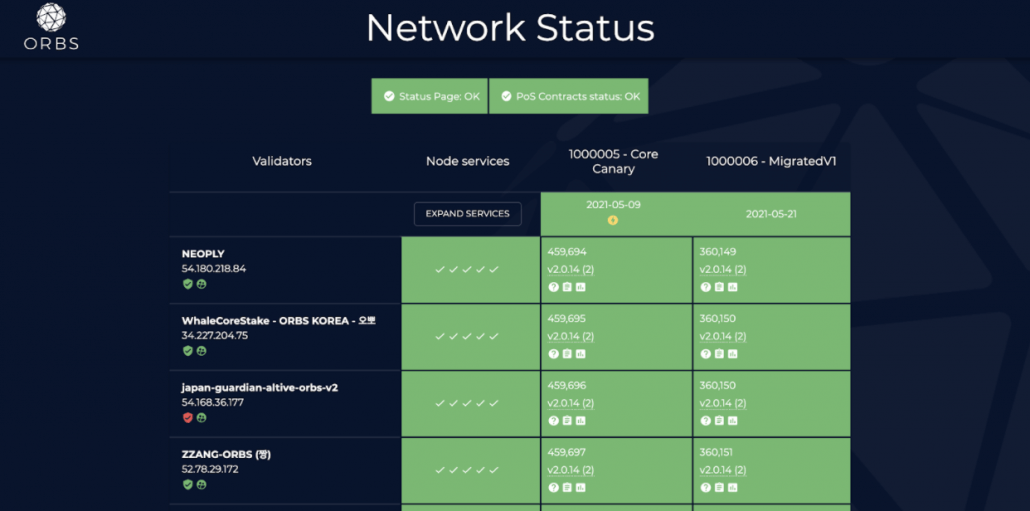 ORBS
Network Status
Status Page: OK
PoS Contracts status: OK
Validators
Node services
1000005 - Core
Canary
1000006 - MigratedV1
EXPAND SERVICES
2021-05-09
2021-05-21
NEOPLY
54.180.218.84
459,694
v2.0.14 (2)
360,149
v2.0.14 (2)
WhaleCoreStake - ORBS KOREA - 오뽀
34.227.204.75
459,695
v2.0.14 (2)
360,150
v2.0.14 (2)
japan-guardian-altive-orbs-v2
54.168.36.177
459,696
v2.0.14 (2)
360,150
v2.0.14 (2)
ZZANG-ORBS (짱)
52.78.29.172
459,697
v2.0.14 (2)
360,151
v2.0.14 (2)